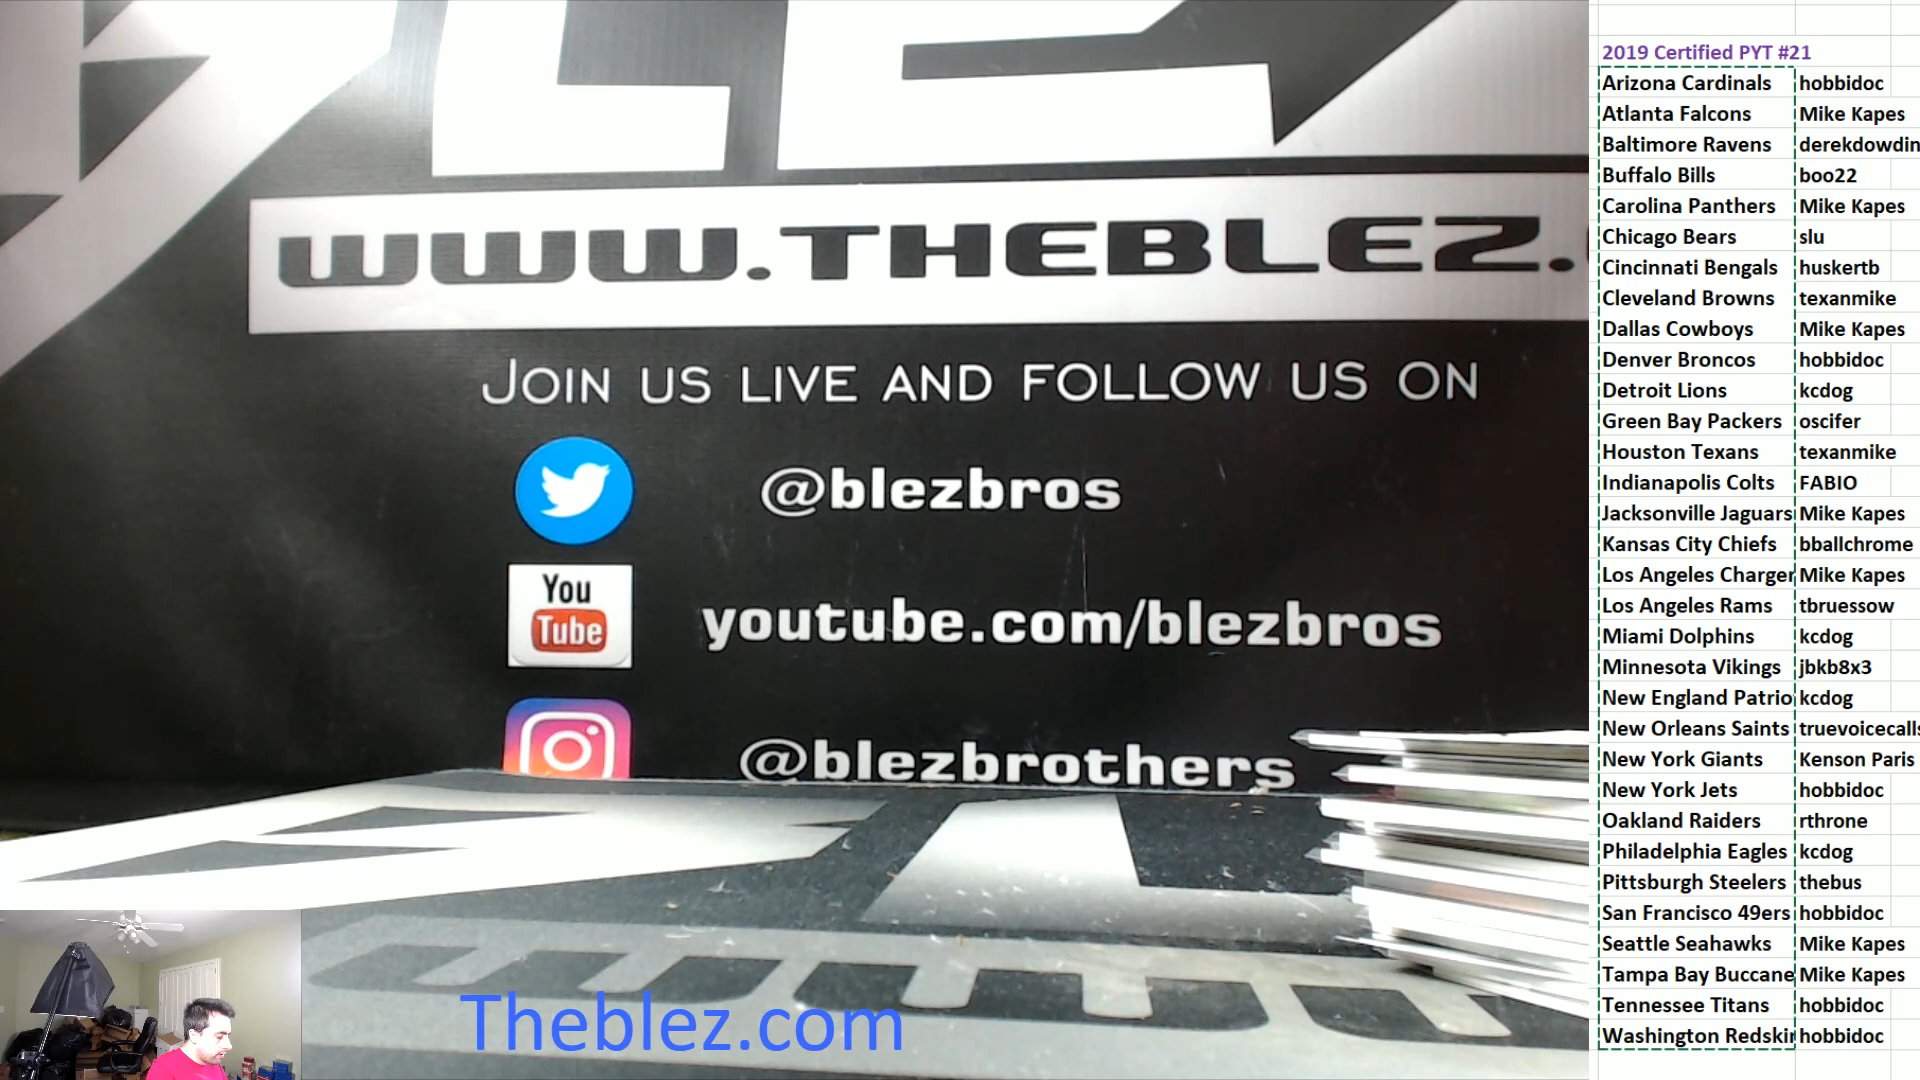 WWW.THEBLEZ.
JOIN US LIVE AND FOLLOW US ON
@blezbros
You
Tube
youtube.com/blezbros
@blezbrothers
Theblez.com
2019 Certified PYT #21
Arizona Cardinals hobbidoc
Atlanta Falcons Mike Kapes
Baltimore Ravens derekdowdin
Buffalo Bills boo22
Carolina Panthers Mike Kapes
Chicago Bears slu
Cincinnati Bengals huskertb
Cleveland Browns texanmike
Dallas Cowboys Mike Kapes
Denver Broncos hobbidoc
Detroit Lions kcdog
Green Bay Packers oscifer
Houston Texans texanmike
Indianapolis Colts FABIO
Jacksonville Jaguars Mike Kapes
Kansas City Chiefs bballchrome
Los Angeles Charger Mike Kapes
Los Angeles Rams tbruessow
Miami Dolphins kcdog
Minnesota Vikings jbkb8x3
New England Patrio kcdog
New Orleans Saints truevoicecalls
New York Giants Kenson Paris
New York Jets hobbidoc
Oakland Raiders rthrone
Philadelphia Eagles kcdog
Pittsburgh Steelers thebus
San Francisco 49ers hobbidoc
Seattle Seahawks Mike Kapes
Tampa Bay Buccane Mike Kapes
Tennessee Titans hobbidoc
Washington Redskin hobbidoc